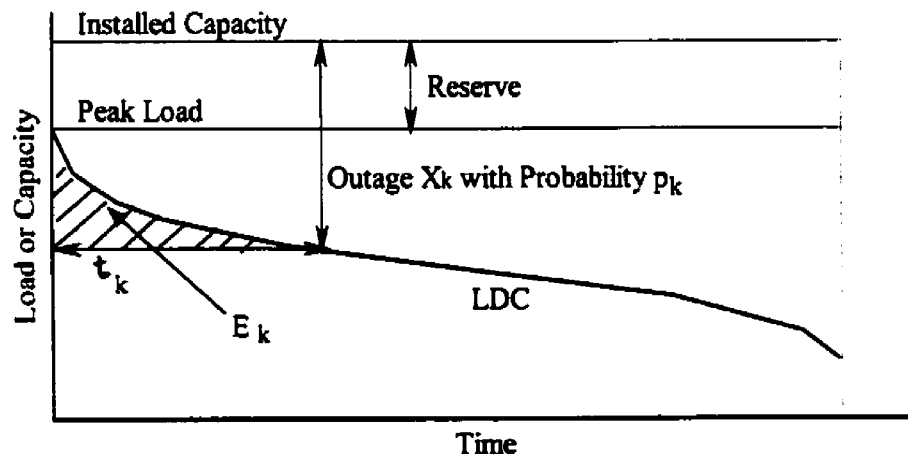 Installed Capacity
Reserve
Peak Load
Outage Xk with Probability pk
tk
LDC
Ek
Load or Capacity
Time